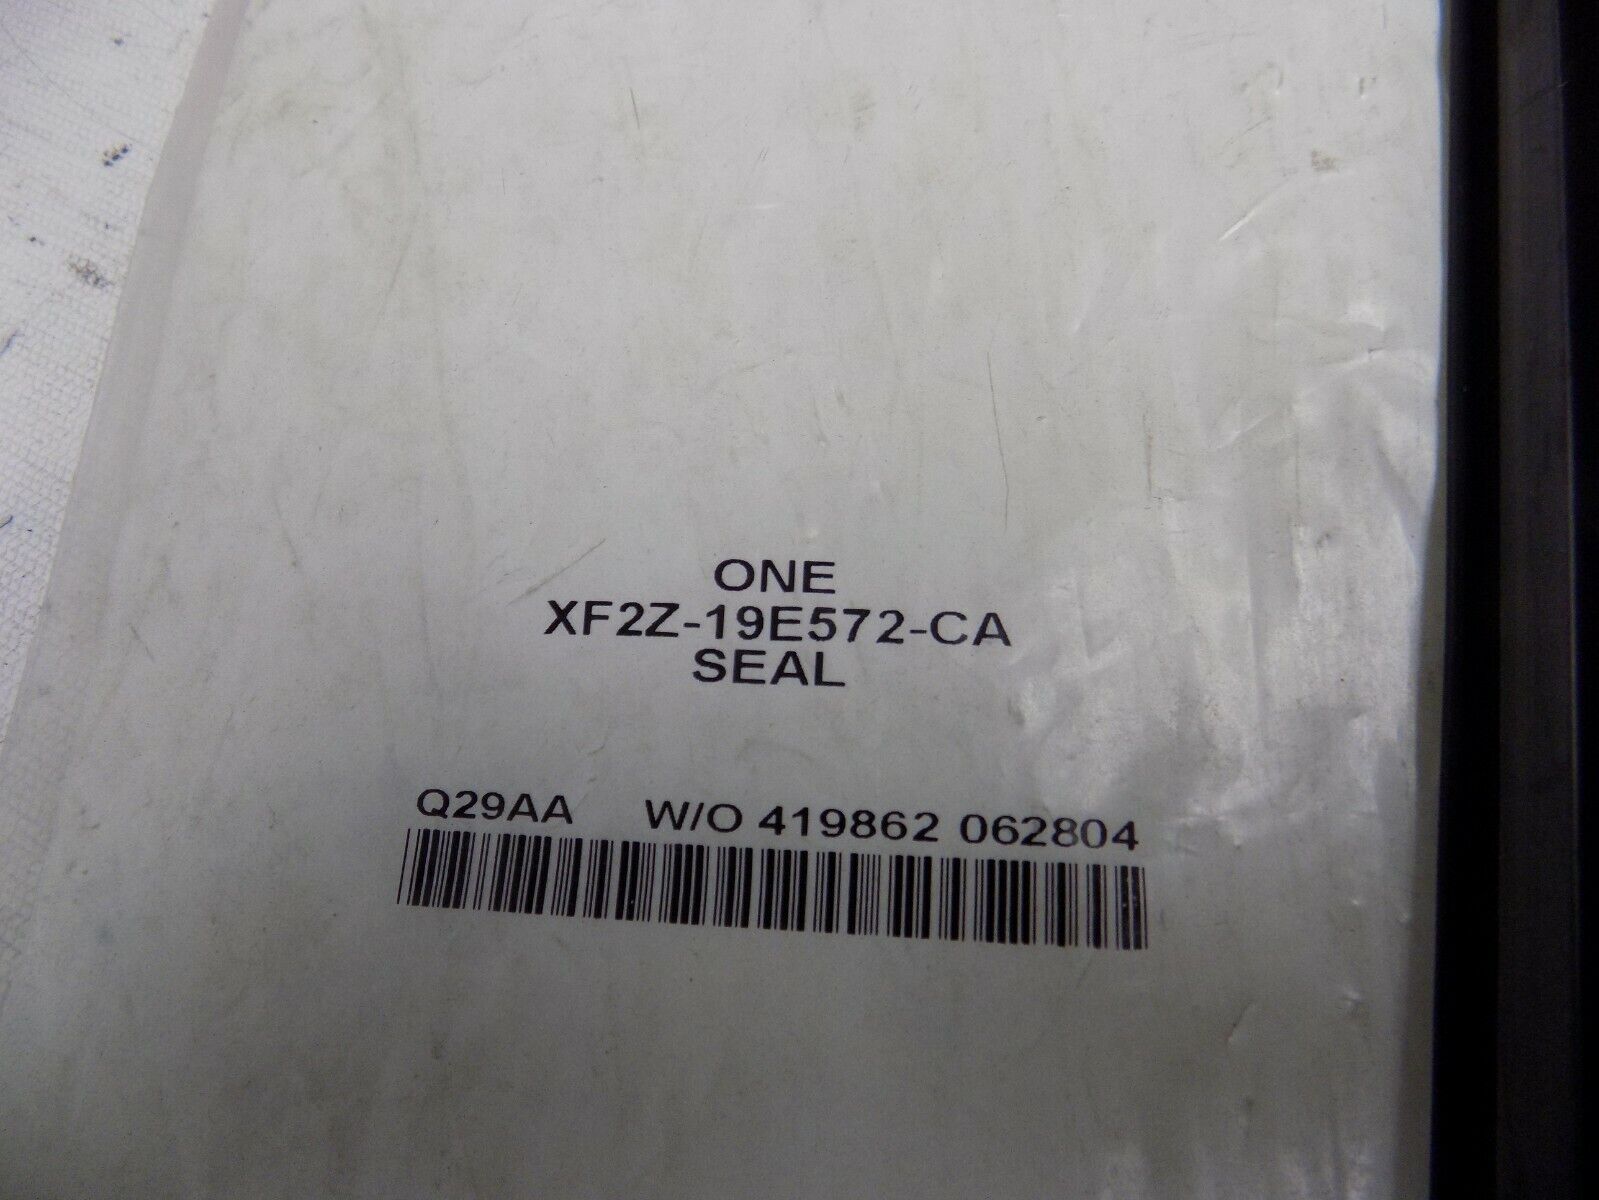 ONE
XF2Z-19E572-CA
SEAL
Q29AA W/O 419862 062804